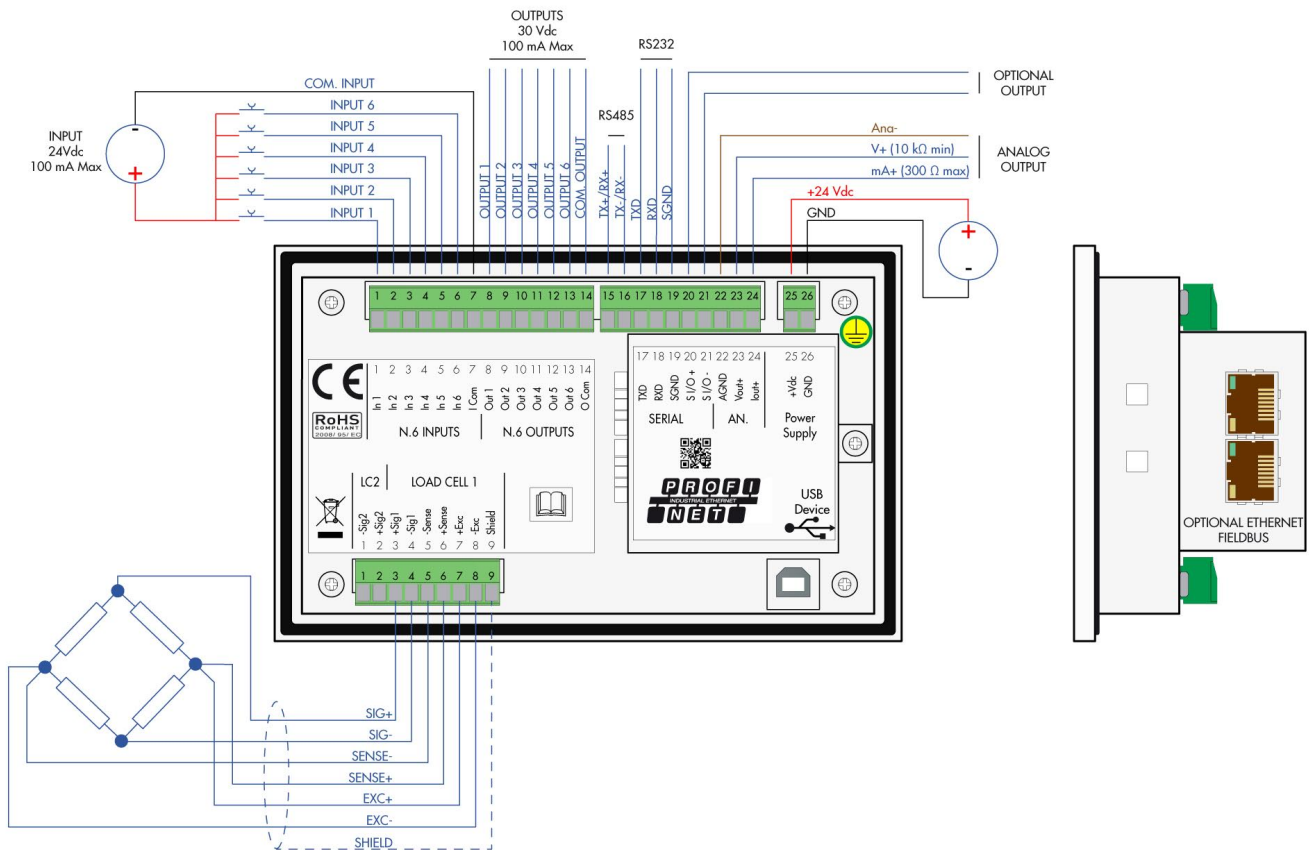 OUTPUTS
30 Vdc
100 mA Max
RS232
COM. INPUT
INPUT 6
INPUT 5
INPUT 4
INPUT 3
INPUT 2
INPUT 1
INPUT
24Vdc
100 mA Max
-
+
OUTPUT 1
OUTPUT 2
OUTPUT 3
OUTPUT 4
OUTPUT 5
OUTPUT 6
COM. OUTPUT
RS485
TX+/RX+
TX-/RX-
TXD
RXD
SGND
OPTIONAL
OUTPUT
Ana-
V+ (10 kΩ min)
mA+ (300 Ω max)
ANALOG
OUTPUT
+24 Vdc
GND
+
-
1 2 3 4 5 6 7 8 9 10 11 12 13 14
15 16 17 18 19 20 21 22 23 24
25 26
CE
RoHS
COMPLIANT
2008/95/EC
1 2 3 4 5 6 7 8 9 10 11 12 13 14
In 1
In 2
In 3
In 4
In 5
In 6
I Com
Out 1
Out 2
Out 3
Out 4
Out 5
Out 6
O Com
N.6 INPUTS
N.6 OUTPUTS
17 18 19 20 21 22 23 24
25 26
TXD
RXD
SGND
S I/O +
S I/O -
AGND
Vout+
Iout+
+Vdc
GND
SERIAL
AN.
Power
Supply
PROFI
INDUSTRIAL ETHERNET
NET
USB
Device
LC2
LOAD CELL 1
-Sig2
+Sig2
+Sig1
-Sig1
-Sense
+Sense
+Exc
-Exc
Shield
1 2 3 4 5 6 7 8 9
1 2 3 4 5 6 7 8 9
SIG+
SIG-
SENSE-
SENSE+
EXC+
EXC-
SHIELD
OPTIONAL ETHERNET
FIELDBUS